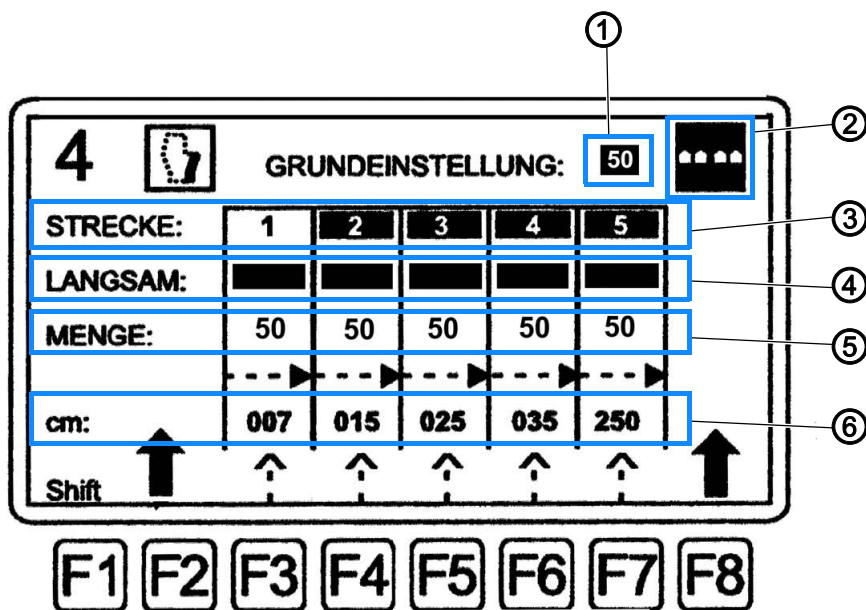 1
4 GRUNDEINSTELLUNG: 50
2
STRECKE: 1 2 3 4 5
3
LANGSAM:
4
MENGE: 50 50 50 50 50
5
cm: 007 015 025 035 250
6
Shift
F1 F2 F3 F4 F5 F6 F7 F8